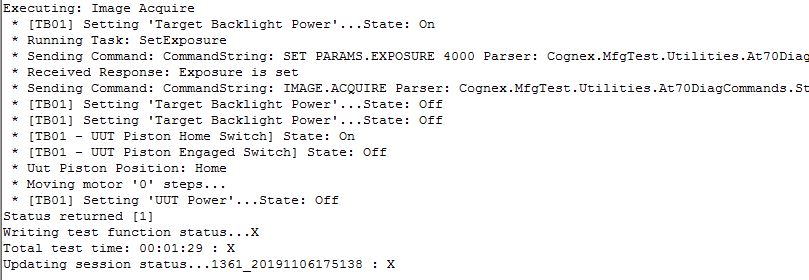 Executing: Image Acquire
* [TB01] Setting 'Target Backlight Power'...State: On
* Running Task: SetExposure
* Sending Command: CommandString: SET PARAMS.EXPOSURE 4000 Parser: Cognex.MfgTest.Utilities.At70Diag
* Received Response: Exposure is set
* Sending Command: CommandString: IMAGE.ACQUIRE Parser: Cognex.MfgTest.Utilities.At70DiagCommands.St
* [TB01] Setting 'Target Backlight Power'...State: Off
* [TB01] Setting 'Target Backlight Power'...State: Off
* [TB01 - UUT Piston Home Switch] State: On
* [TB01 - UUT Piston Engaged Switch] State: Off
* Uut Piston Position: Home
* Moving motor '0' steps...
* [TB01] Setting 'UUT Power'...State: Off
Status returned [1]
Writing test function status...X
Total test time: 00:01:29 : X
Updating session status...1361_20191106175138 : X